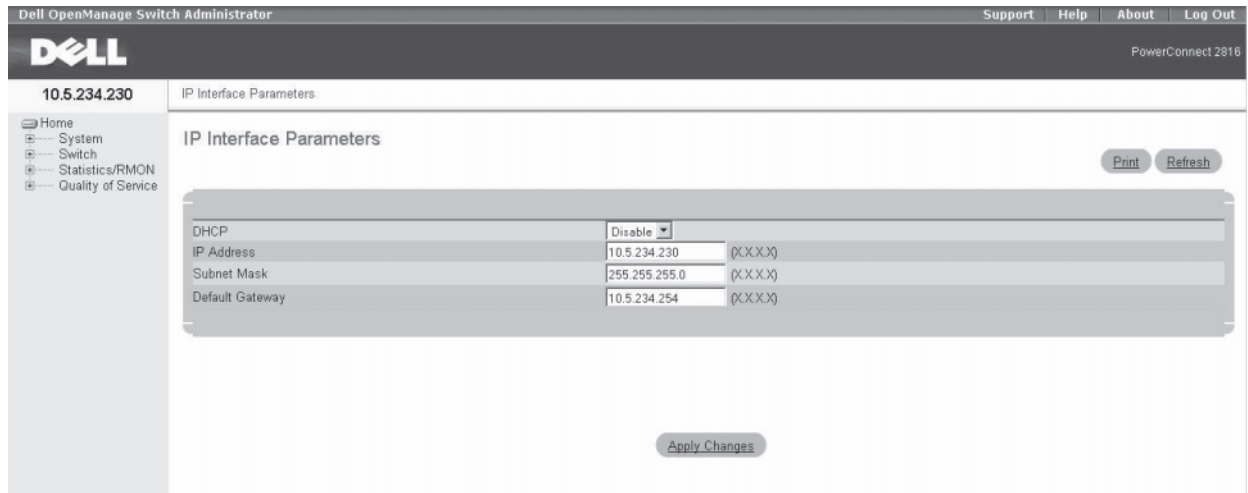 Dell OpenManage Switch Administrator
Support | Help | About | Log Out
DELL
PowerConnect 2816
10.5.234.230
IP Interface Parameters
Home
System
Switch
Statistics/RMON
Quality of Service
IP Interface Parameters
Print
Refresh
DHCP Disable
IP Address 10.5.234.230 (X.X.X.X)
Subnet Mask 255.255.255.0 (X.X.X.X)
Default Gateway 10.5.234.254 (X.X.X.X)
Apply Changes